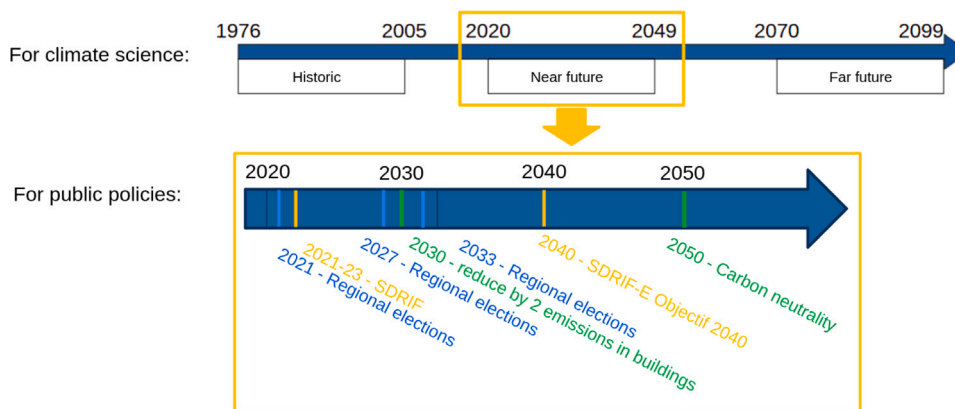 1976 2005 2020 2049 2070 2099
For climate science:
Historic Near future Far future
2020 2030 2040 2050
For public policies:
2021 - Regional elections
2021-23 - SDRIF
2027 - Regional elections
2030 - reduce by 2 emissions in buildings
2033 - Regional elections
2040 - SDRIF-E Objectif 2040
2050 - Carbon neutrality